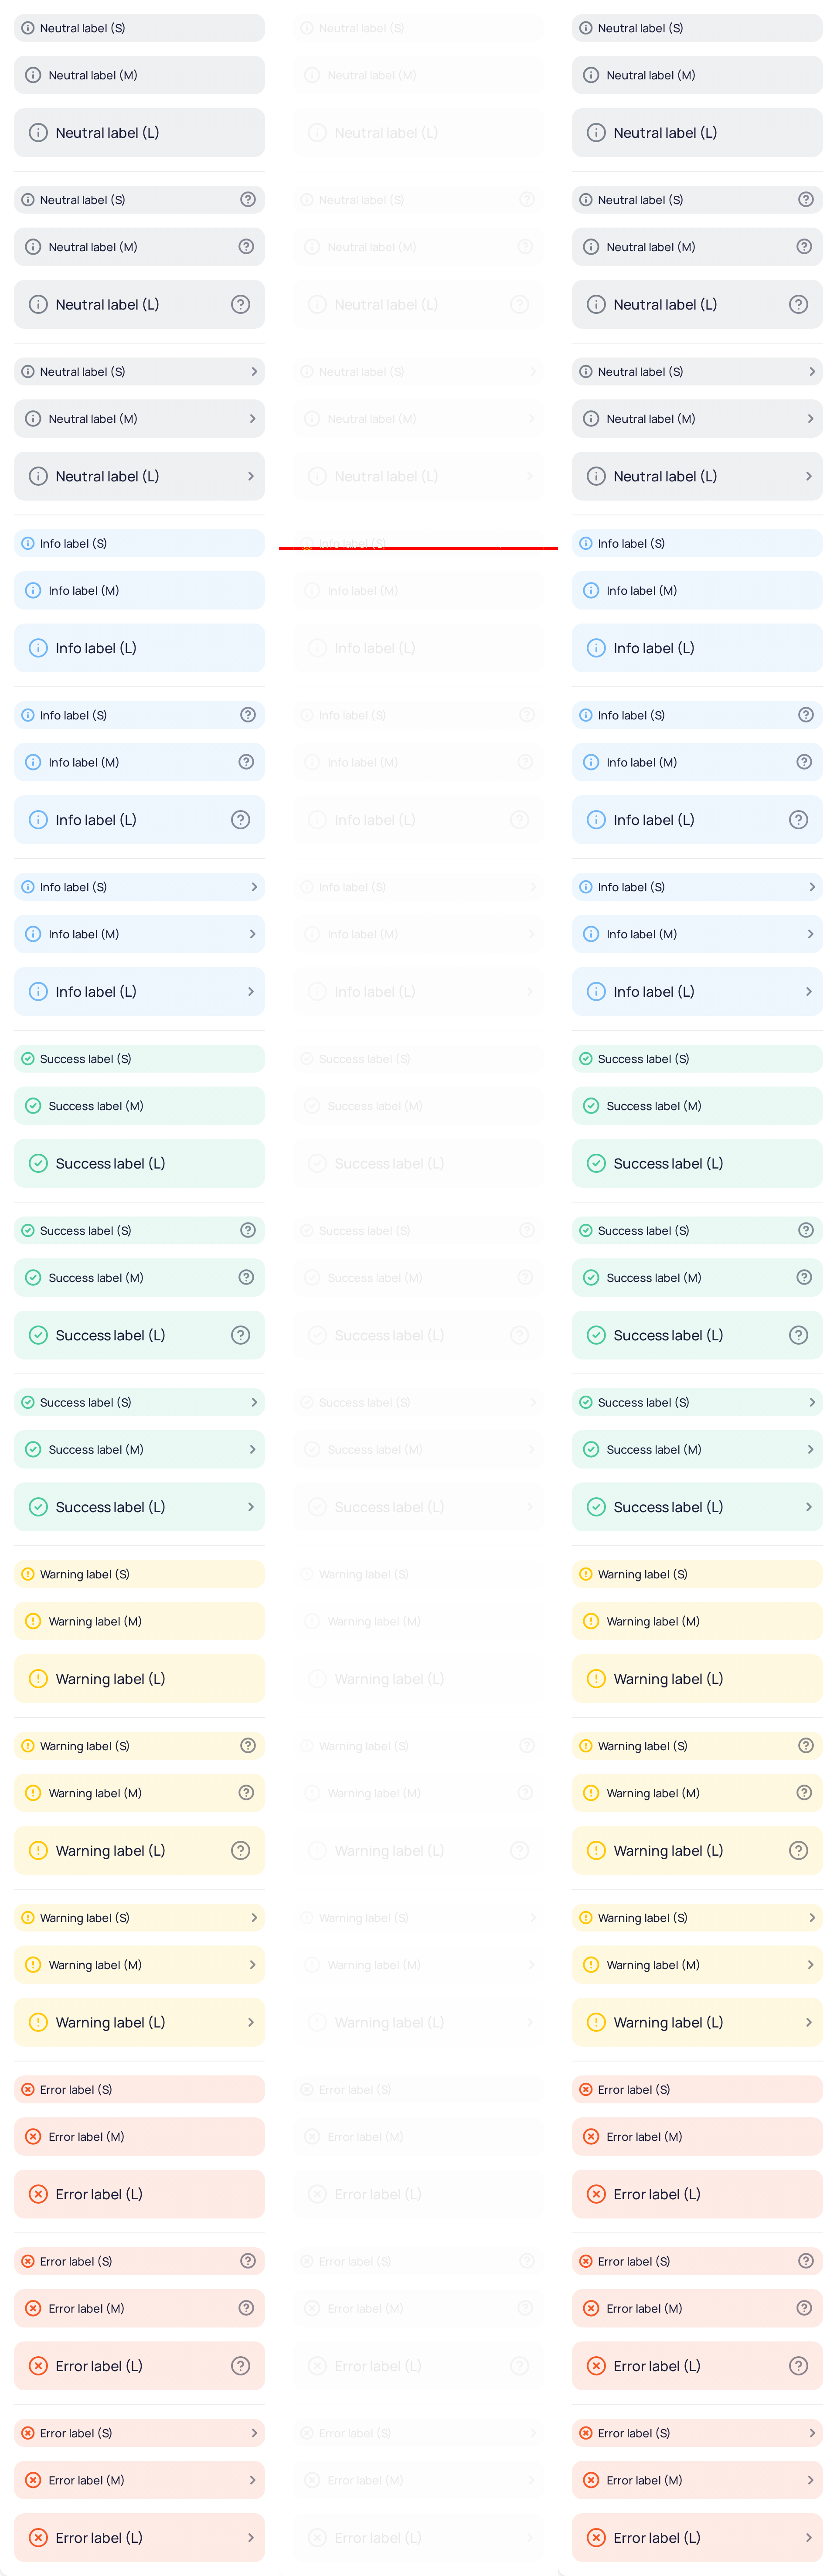 Neutral label (S) Neutral label (S) Neutral label (S)
Neutral label (M) Neutral label (M) Neutral label (M)
Neutral label (L) Neutral label (L) Neutral label (L)
Neutral label (S) Neutral label (S) Neutral label (S)
Neutral label (M) Neutral label (M) Neutral label (M)
Neutral label (L) Neutral label (L) Neutral label (L)
Neutral label (S) Neutral label (S) Neutral label (S)
Neutral label (M) Neutral label (M) Neutral label (M)
Neutral label (L) Neutral label (L) Neutral label (L)
Info label (S) Info label (S) Info label (S)
Info label (M) Info label (M) Info label (M)
Info label (L) Info label (L) Info label (L)
Info label (S) Info label (S) Info label (S)
Info label (M) Info label (M) Info label (M)
Info label (L) Info label (L) Info label (L)
Info label (S) Info label (S) Info label (S)
Info label (M) Info label (M) Info label (M)
Info label (L) Info label (L) Info label (L)
Success label (S) Success label (S) Success label (S)
Success label (M) Success label (M) Success label (M)
Success label (L) Success label (L) Success label (L)
Success label (S) Success label (S) Success label (S)
Success label (M) Success label (M) Success label (M)
Success label (L) Success label (L) Success label (L)
Success label (S) Success label (S) Success label (S)
Success label (M) Success label (M) Success label (M)
Success label (L) Success label (L) Success label (L)
Warning label (S) Warning label (S) Warning label (S)
Warning label (M) Warning label (M) Warning label (M)
Warning label (L) Warning label (L) Warning label (L)
Warning label (S) Warning label (S) Warning label (S)
Warning label (M) Warning label (M) Warning label (M)
Warning label (L) Warning label (L) Warning label (L)
Warning label (S) Warning label (S) Warning label (S)
Warning label (M) Warning label (M) Warning label (M)
Warning label (L) Warning label (L) Warning label (L)
Error label (S) Error label (S) Error label (S)
Error label (M) Error label (M) Error label (M)
Error label (L) Error label (L) Error label (L)
Error label (S) Error label (S) Error label (S)
Error label (M) Error label (M) Error label (M)
Error label (L) Error label (L) Error label (L)
Error label (S) Error label (S) Error label (S)
Error label (M) Error label (M) Error label (M)
Error label (L) Error label (L) Error label (L)